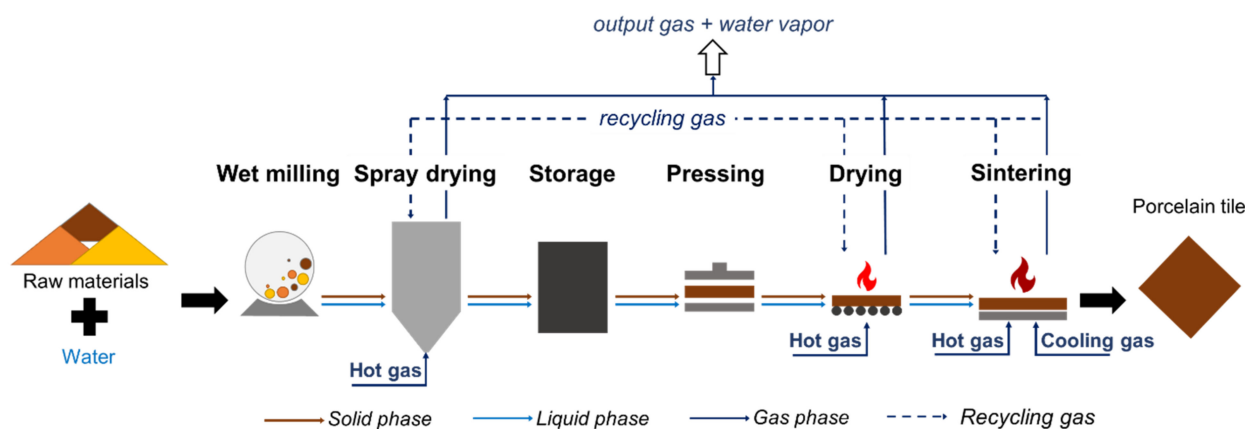 output gas + water vapor
recycling gas
Wet milling
Spray drying
Storage
Pressing
Drying
Sintering
Porcelain tile
Raw materials
Water
Hot gas
Hot gas
Hot gas
Cooling gas
Solid phase
Liquid phase
Gas phase
Recycling gas